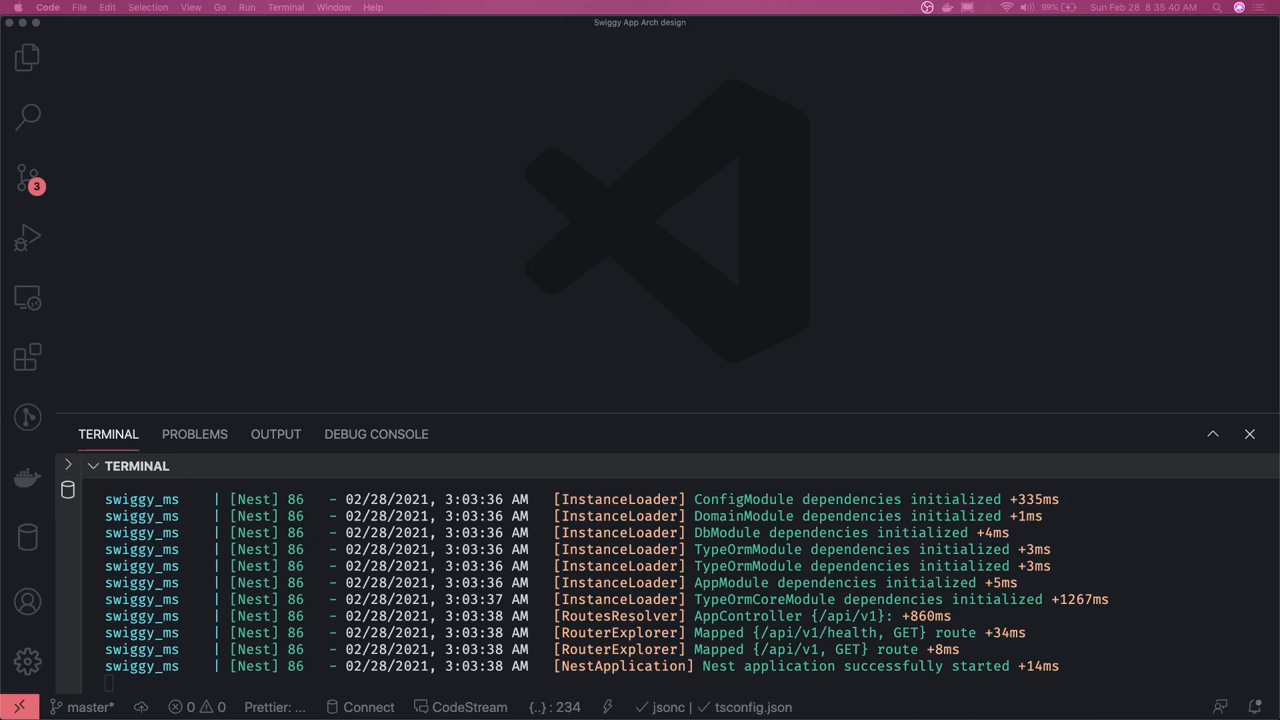 Code File Edit Selection View Go Run Terminal Window Help 99% Sun Feb 28 8 35 40 AM
Swiggy App Arch design
3
TERMINAL PROBLEMS OUTPUT DEBUG CONSOLE
TERMINAL
swiggy_ms | [Nest] 86 - 02/28/2021, 3:03:36 AM [InstanceLoader] ConfigModule dependencies initialized +335ms
swiggy_ms | [Nest] 86 - 02/28/2021, 3:03:36 AM [InstanceLoader] DomainModule dependencies initialized +1ms
swiggy_ms | [Nest] 86 - 02/28/2021, 3:03:36 AM [InstanceLoader] DbModule dependencies initialized +4ms
swiggy_ms | [Nest] 86 - 02/28/2021, 3:03:36 AM [InstanceLoader] TypeOrmModule dependencies initialized +3ms
swiggy_ms | [Nest] 86 - 02/28/2021, 3:03:36 AM [InstanceLoader] TypeOrmModule dependencies initialized +3ms
swiggy_ms | [Nest] 86 - 02/28/2021, 3:03:36 AM [InstanceLoader] AppModule dependencies initialized +5ms
swiggy_ms | [Nest] 86 - 02/28/2021, 3:03:37 AM [InstanceLoader] TypeOrmCoreModule dependencies initialized +1267ms
swiggy_ms | [Nest] 86 - 02/28/2021, 3:03:38 AM [RoutesResolver] AppController {/api/v1}: +860ms
swiggy_ms | [Nest] 86 - 02/28/2021, 3:03:38 AM [RouterExplorer] Mapped {/api/v1/health, GET} route +34ms
swiggy_ms | [Nest] 86 - 02/28/2021, 3:03:38 AM [RouterExplorer] Mapped {/api/v1, GET} route +8ms
swiggy_ms | [Nest] 86 - 02/28/2021, 3:03:38 AM [NestApplication] Nest application successfully started +14ms
master* 0 0 Prettier: ... Connect CodeStream {..} : 234 jsonc | tsconfig.json